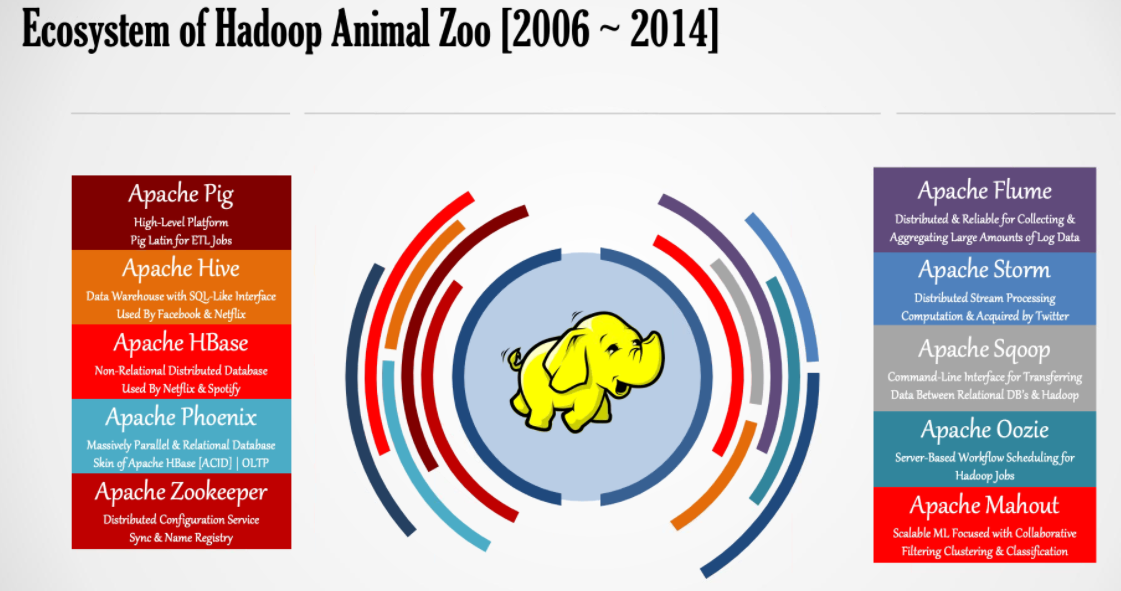 Ecosystem of Hadoop Animal Zoo [2006 ~ 2014]
Apache Pig
High-Level Platform
Pig Latin for ETL Jobs
Apache Hive
Data Warehouse with SQL-Like Interface
Used By Facebook & Netflix
Apache HBase
Non-Relational Distributed Database
Used By Netflix & Spotify
Apache Phoenix
Massively Parallel & Relational Database
Skin of Apache HBase [ACID] | OLTP
Apache Zookeeper
Distributed Configuration Service
Sync & Name Registry
Apache Flume
Distributed & Reliable for Collecting &
Aggregating Large Amounts of Log Data
Apache Storm
Distributed Stream Processing
Computation & Acquired by Twitter
Apache Sqoop
Command-Line Interface for Transferring
Data Between Relational DB's & Hadoop
Apache Oozie
Server-Based Workflow Scheduling for
Hadoop Jobs
Apache Mahout
Scalable ML Focused with Collaborative
Filtering Clustering & Classification